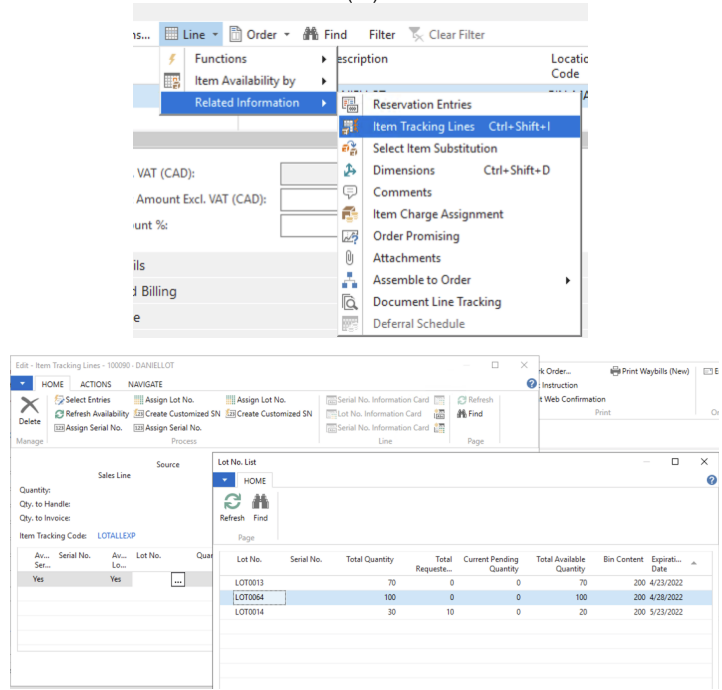 Line Order Find Filter Clear Filter
Functions
Item Availability by
Related Information
Locatio
Code
Reservation Entries
Item Tracking Lines Ctrl+Shift+I
Select Item Substitution
Dimensions Ctrl+Shift+D
Comments
Item Charge Assignment
Order Promising
Attachments
Assemble to Order
Document Line Tracking
Deferral Schedule
VAT (CAD):
Amount Excl. VAT (CAD):
unt %:
ils
d Billing
e
Edit - Item Tracking Lines - 100090 - DANIELLOT
HOME ACTIONS NAVIGATE
Delete
Manage
Select Entries
Refresh Availability
Assign Serial No.
Assign Lot No.
Create Customized SN
Assign Serial No.
Assign Lot No.
Create Customized SN
Process
Serial No. Information Card
Lot No. Information Card
Serial No. Information Card
Line
Refresh
Find
Page
rk Order...
Instruction
t Web Confirmation
Print Waybills (New)
Print
Source
Sales Line
Quantity:
Qty. to Handle:
Qty. to Invoice:
Item Tracking Code: LOTALLEXP
Av... Ser... Serial No. Av... Lo... Lot No. Quar
Yes Yes ...
Lot No. List
HOME
Refresh Find
Page
Lot No. Serial No. Total Quantity Total Requeste... Current Pending Quantity Total Available Quantity Bin Content Expirati... Date
LOT0013 70 0 0 70 200 4/23/2022
LOT0064 100 0 0 100 200 4/28/2022
LOT0014 30 10 0 20 200 5/23/2022